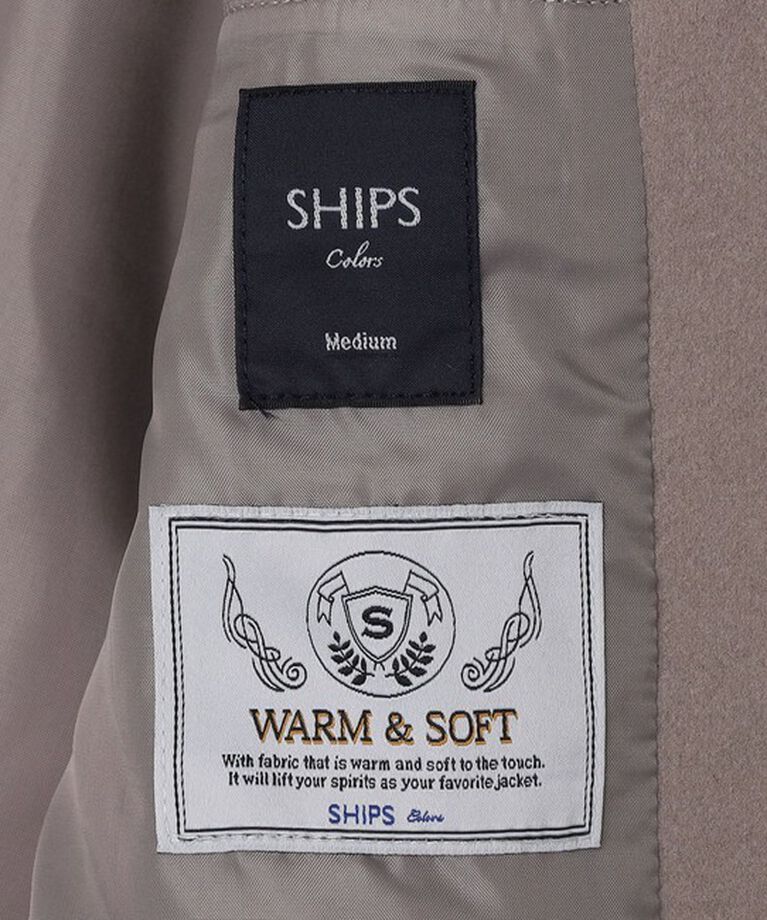 SHIPS
Colors
Medium
S
WARM & SOFT
With fabric that is warm and soft to the touch.
It will lift your spirits as your favorite jacket.
SHIPS Colors